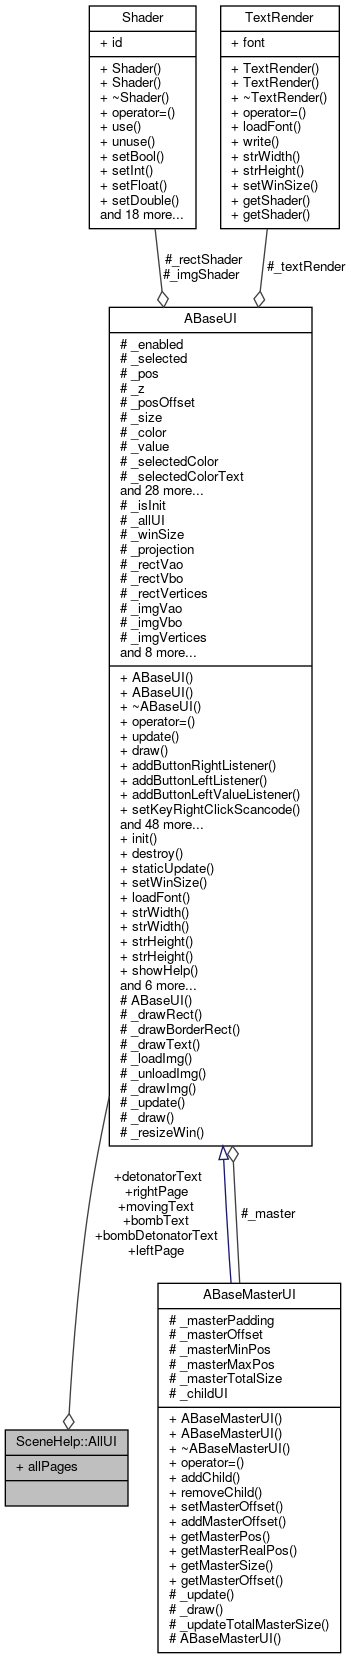 Shader
+ id
+ Shader()
+ Shader()
+ ~Shader()
+ operator=()
+ use()
+ unuse()
+ setBool()
+ setInt()
+ setFloat()
+ setDouble()
and 18 more...
TextRender
+ font
+ TextRender()
+ TextRender()
+ ~TextRender()
+ operator=()
+ loadFont()
+ write()
+ strWidth()
+ strHeight()
+ setWinSize()
+ getShader()
+ getShader()
#_rectShader
#_imgShader
#_textRender
ABaseUI
# _enabled
# _selected
# _pos
# _z
# _posOffset
# _size
# _color
# _value
# _selectedColor
# _selectedColorText
and 28 more...
# _isInit
# _allUI
# _winSize
# _projection
# _rectVao
# _rectVbo
# _rectVertices
# _imgVao
# _imgVbo
# _imgVertices
and 8 more...
+ ABaseUI()
+ ABaseUI()
+ ~ABaseUI()
+ operator=()
+ update()
+ draw()
+ addButtonRightListener()
+ addButtonLeftListener()
+ addButtonLeftValueListener()
+ setKeyRightClickScancode()
and 48 more...
+ init()
+ destroy()
+ staticUpdate()
+ setWinSize()
+ loadFont()
+ strWidth()
+ strWidth()
+ strHeight()
+ strHeight()
+ showHelp()
and 6 more...
# ABaseUI()
# _drawRect()
# _drawBorderRect()
# _drawText()
# _loadImg()
# _unloadImg()
# _drawImg()
# _update()
# _draw()
# _resizeWin()
+detonatorText
+rightPage
+movingText
+bombText
+bombDetonatorText
+leftPage
#_master
ABaseMasterUI
# _masterPadding
# _masterOffset
# _masterMinPos
# _masterMaxPos
# _masterTotalSize
# _childUI
+ ABaseMasterUI()
+ ABaseMasterUI()
+ ~ABaseMasterUI()
+ operator=()
+ addChild()
+ removeChild()
+ setMasterOffset()
+ addMasterOffset()
+ getMasterPos()
+ getMasterRealPos()
+ getMasterSize()
+ getMasterOffset()
# _update()
# _draw()
# _updateTotalMasterSize()
# ABaseMasterUI()
SceneHelp::AllUI
+ allPages